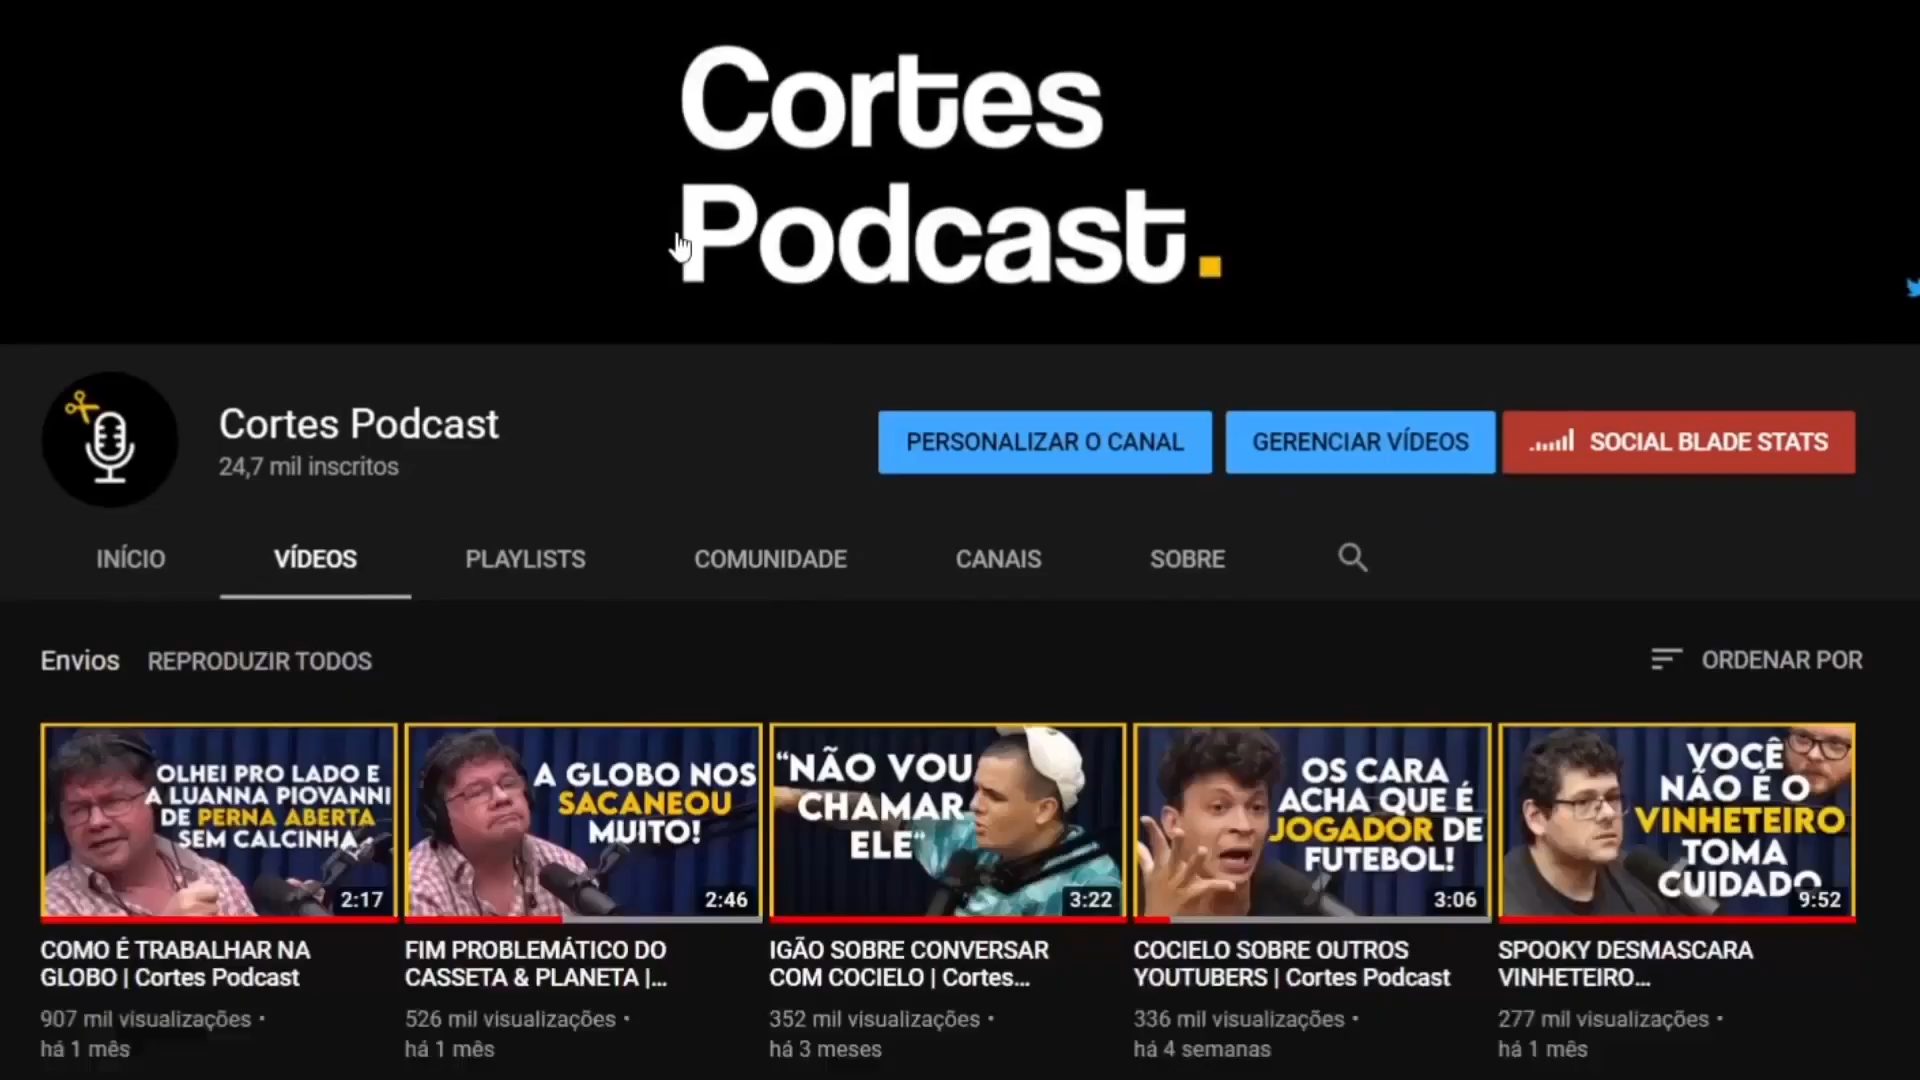 Cortes
Podcast.
Cortes Podcast
24,7 mil inscritos
PERSONALIZAR O CANAL
GERENCIAR VÍDEOS
SOCIAL BLADE STATS
INÍCIO
VÍDEOS
PLAYLISTS
COMUNIDADE
CANAIS
SOBRE
Envios
REPRODUZIR TODOS
ORDENAR POR
OLHEI PRO LADO E
A LUANNA PIOVANNI
DE PERNA ABERTA
SEM CALCINHA
2:17
COMO É TRABALHAR NA
GLOBO | Cortes Podcast
907 mil visualizações •
há 1 mês
A GLOBO NOS
SACANEOU
MUITO!
2:46
FIM PROBLEMÁTICO DO
CASSETA & PLANETA |...
526 mil visualizações •
há 1 mês
“NÃO VOU
CHAMAR
ELE“
3:22
IGÃO SOBRE CONVERSAR
COM COCIELO | Cortes...
352 mil visualizações •
há 3 meses
OS CARA
ACHA QUE É
JOGADOR DE
FUTEBOL!
3:06
COCIELO SOBRE OUTROS
YOUTUBERS | Cortes Podcast
336 mil visualizações •
há 4 semanas
VOCÊ
NÃO É O
VINHETEIRO
TOMA
CUIDADO
9:52
SPOOKY DESMASCARA
VINHETEIRO...
277 mil visualizações •
há 1 mês